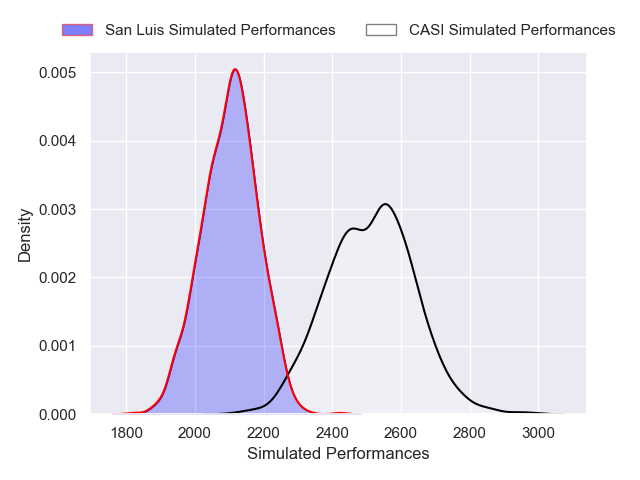 San Luis Simulated Performances CASI Simulated Performances
0.005
0.004
0.003
0.002
0.001
0.000
Density
1800 2000 2200 2400 2600 2800 3000
Simulated Performances